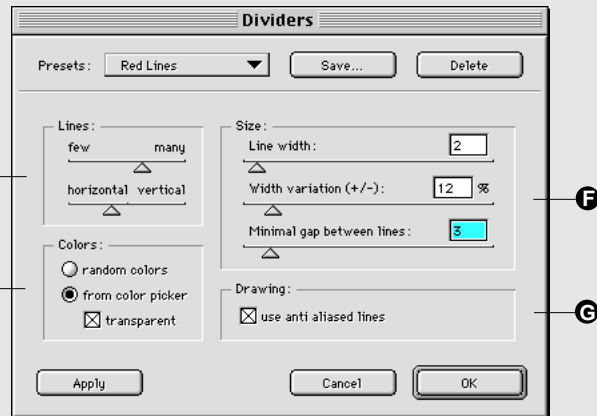 Dividers
Presets: Red Lines Save... Delete
Lines:
few many
horizontal vertical
Colors:
random colors
from color picker
transparent
Size:
Line width: 2
Width variation (+/-): 12 %
Minimal gap between lines: 3
F
Drawing:
use anti aliased lines
G
Apply Cancel OK